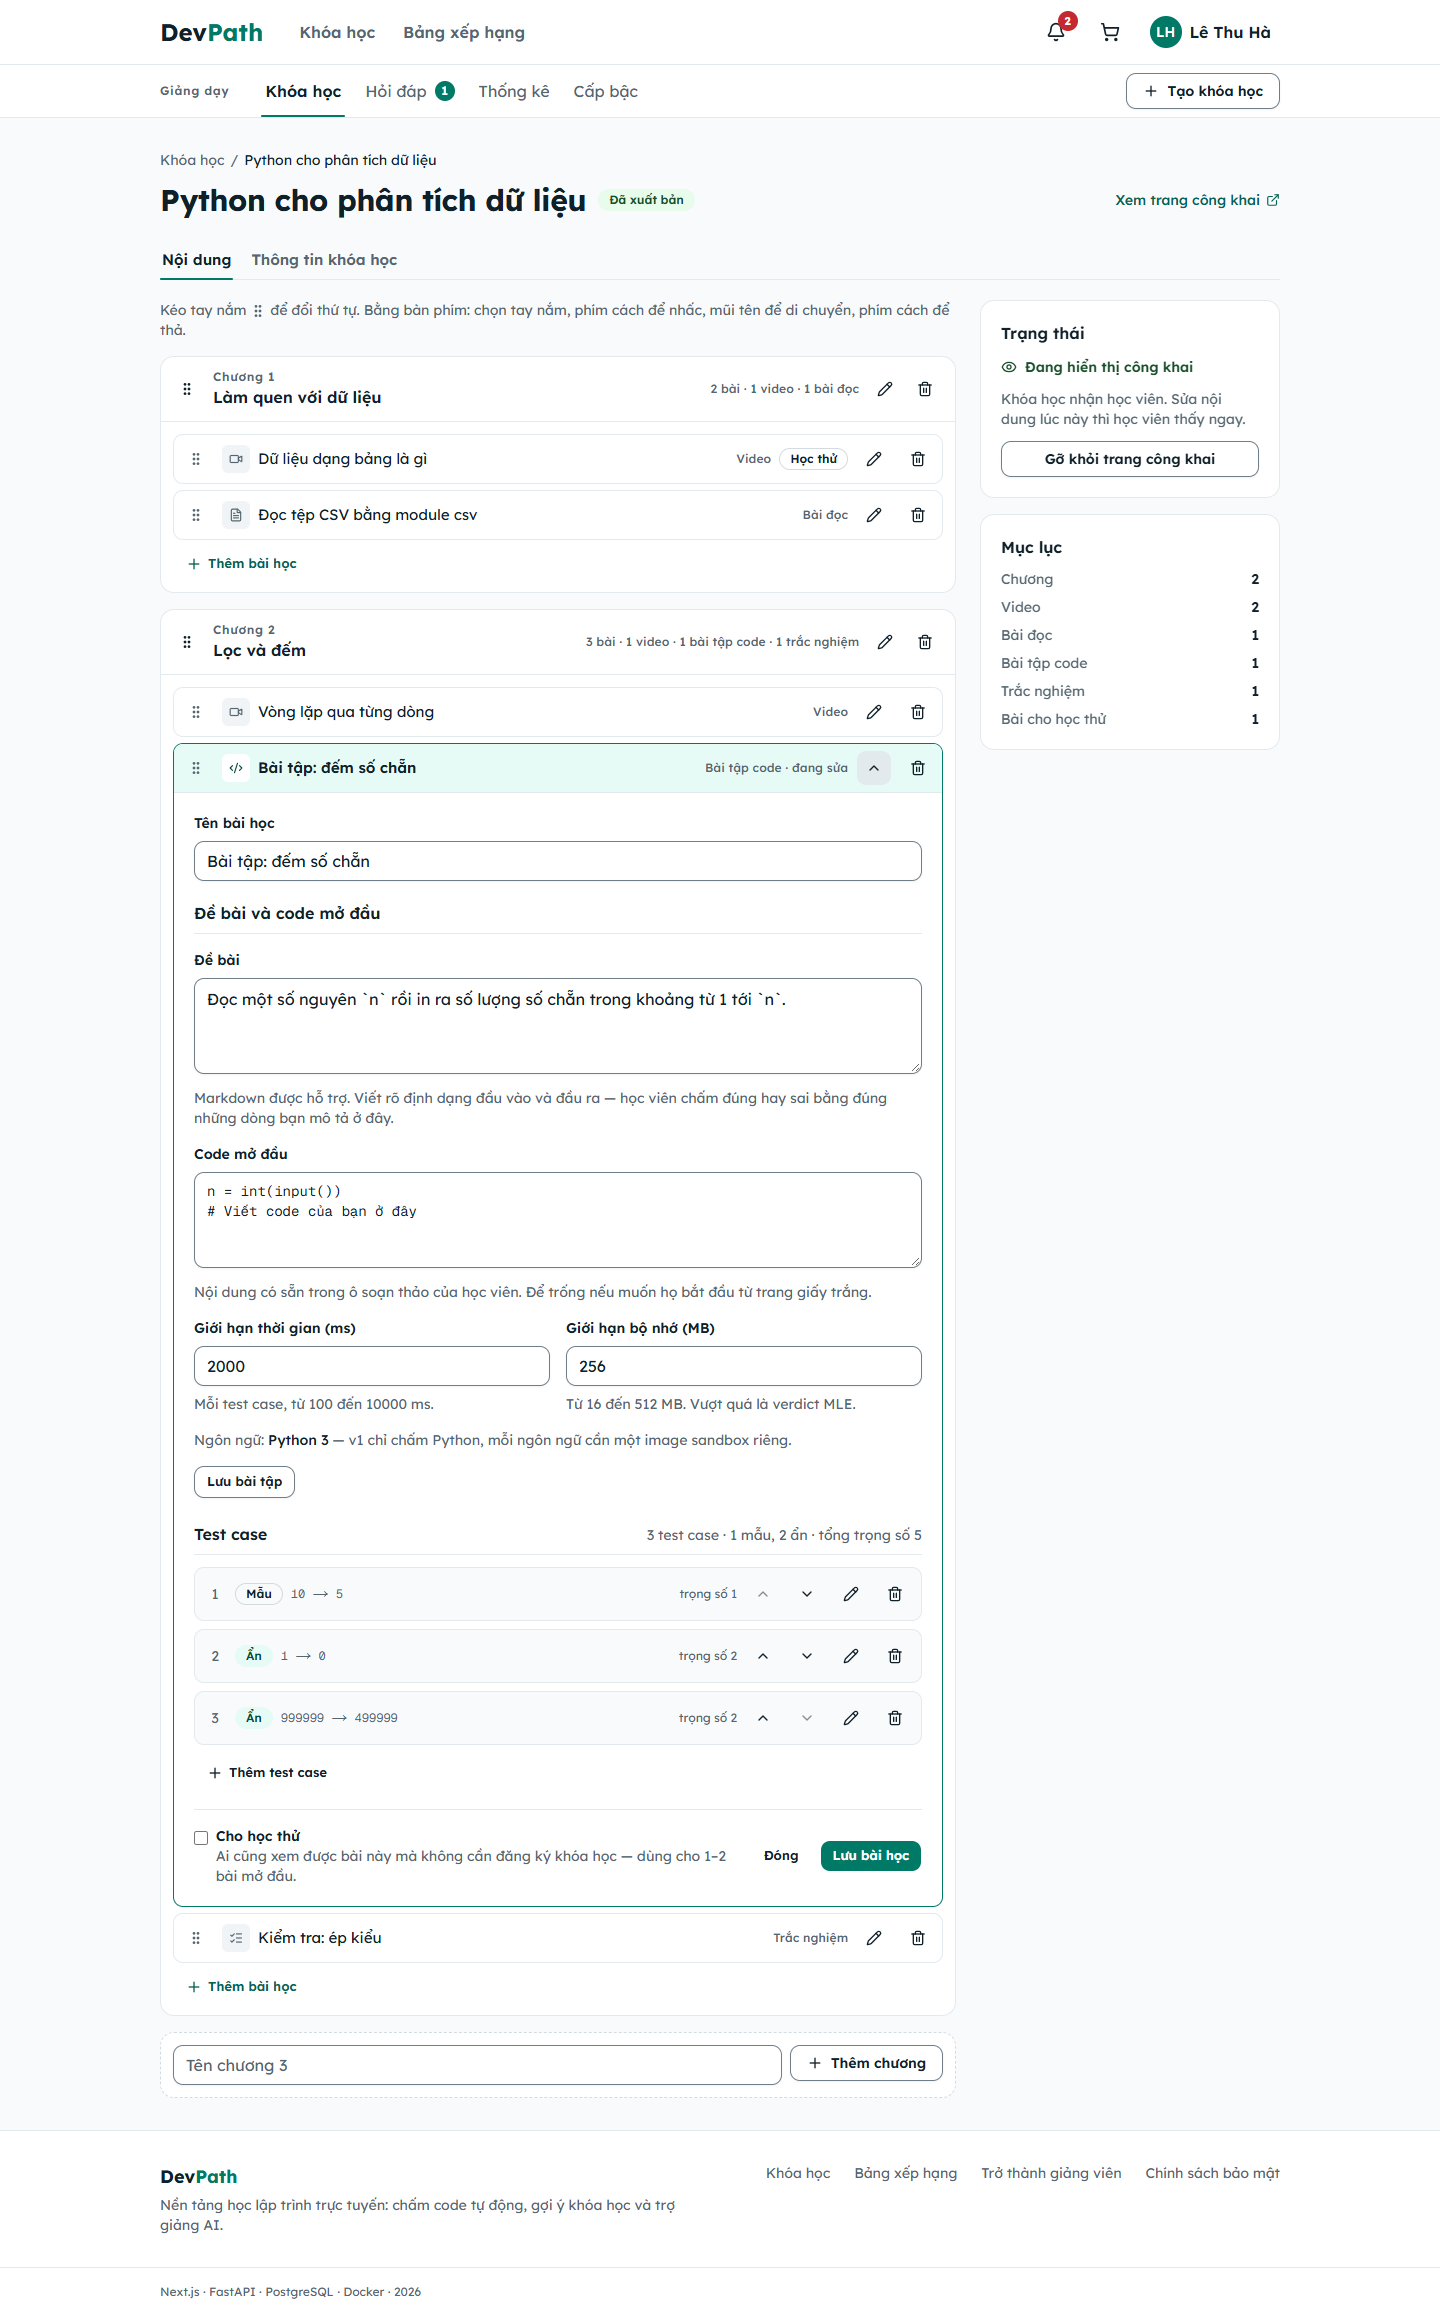 DevPath Khóa học Bảng xếp hạng 2 LH Lê Thu Hà
Giảng dạy Khóa học Hỏi đáp 1 Thống kê Cấp bậc + Tạo khóa học
Khóa học / Python cho phân tích dữ liệu
Python cho phân tích dữ liệu Đã xuất bản Xem trang công khai
Nội dung Thông tin khóa học
Kéo tay nắm để đổi thứ tự. Bằng bàn phím: chọn tay nắm, phím cách để nhấc, mũi tên để di chuyển, phím cách để
thả.
Chương 1
Làm quen với dữ liệu
2 bài · 1 video · 1 bài đọc
Dữ liệu dạng bảng là gì Video Học thử
Đọc tệp CSV bằng module csv Bài đọc
+ Thêm bài học
Chương 2
Lọc và đếm
3 bài · 1 video · 1 bài tập code · 1 trắc nghiệm
Vòng lặp qua từng dòng Video
Bài tập: đếm số chẵn Bài tập code · đang sửa
Tên bài học
Bài tập: đếm số chẵn
Đề bài và code mở đầu
Đề bài
Đọc một số nguyên `n` rồi in ra số lượng số chẵn trong khoảng từ 1 tới `n`.
Markdown được hỗ trợ. Viết rõ định dạng đầu vào và đầu ra — học viên chấm đúng hay sai bằng đúng
những dòng bạn mô tả ở đây.
Code mở đầu
n = int(input())
# Viết code của bạn ở đây
Nội dung có sẵn trong ô soạn thảo của học viên. Để trống nếu muốn họ bắt đầu từ trang giấy trắng.
Giới hạn thời gian (ms) Giới hạn bộ nhớ (MB)
2000 256
Mỗi test case, từ 100 đến 10000 ms. Từ 16 đến 512 MB. Vượt quá là verdict MLE.
Ngôn ngữ: Python 3 — v1 chỉ chấm Python, mỗi ngôn ngữ cần một image sandbox riêng.
Lưu bài tập
Test case 3 test case · 1 mẫu, 2 ẩn · tổng trọng số 5
1 Mẫu 10 → 5 trọng số 1
2 Ẩn 1 → 0 trọng số 2
3 Ẩn 999999 → 499999 trọng số 2
+ Thêm test case
Cho học thử
Ai cũng xem được bài này mà không cần đăng ký khóa học — dùng cho 1–2
bài mở đầu.
Đóng Lưu bài học
Kiểm tra: ép kiểu Trắc nghiệm
+ Thêm bài học
Tên chương 3 + Thêm chương
Trạng thái
Đang hiển thị công khai
Khóa học nhận học viên. Sửa nội
dung lúc này thì học viên thấy ngay.
Gỡ khỏi trang công khai
Mục lục
Chương 2
Video 2
Bài đọc 1
Bài tập code 1
Trắc nghiệm 1
Bài cho học thử 1
DevPath
Nền tảng học lập trình trực tuyến: chấm code tự động, gợi ý khóa học và trợ
giảng AI.
Khóa học Bảng xếp hạng Trở thành giảng viên Chính sách bảo mật
Next.js · FastAPI · PostgreSQL · Docker · 2026